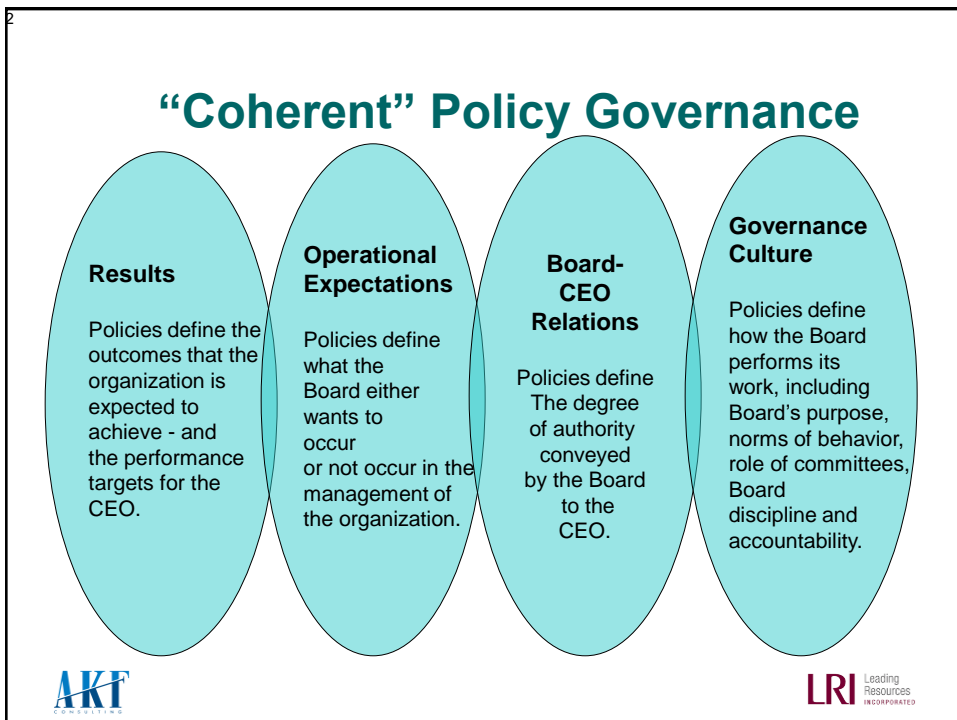 2
“Coherent” Policy Governance
Results
Policies define the
outcomes that the
organization is
expected to
achieve - and
the performance
targets for the
CEO.
Operational
Expectations
Policies define
what the
Board either
wants to
occur
or not occur in the
management of
the organization.
Board-
CEO
Relations
Policies define
The degree
of authority
conveyed
by the Board
to the
CEO.
Governance
Culture
Policies define
how the Board
performs its
work, including
Board’s purpose,
norms of behavior,
role of committees,
Board
discipline and
accountability.
AKF
CONSULTING
LRI
Leading
Resources
INCORPORATED